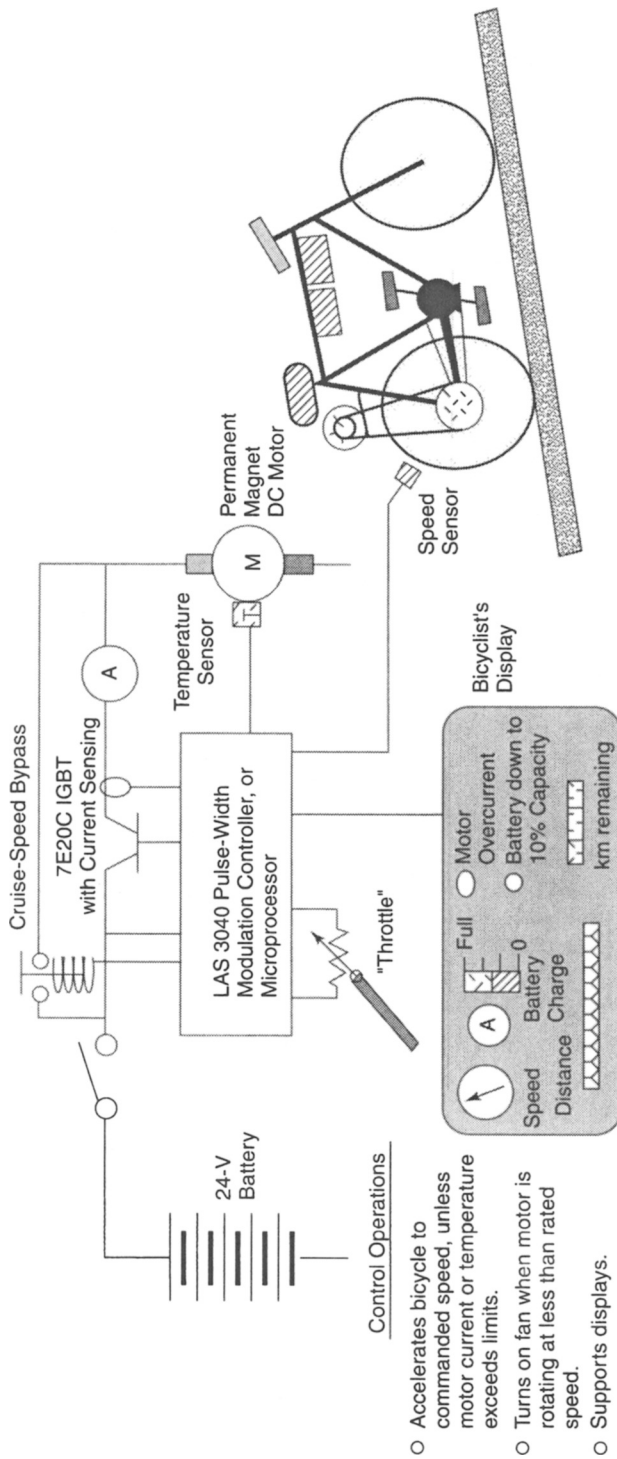 Cruise-Speed Bypass
7E20C IGBT
with Current Sensing
A
Permanent
Magnet
DC Motor
M
Temperature
Sensor
24-V
Battery
LAS 3040 Pulse-Width
Modulation Controller, or
Microprocessor
"Throttle"
Speed
Sensor
Control Operations
○ Accelerates bicycle to
commanded speed, unless
motor current or temperature
exceeds limits.
○ Turns on fan when motor is
rotating at less than rated
speed.
○ Supports displays.
Bicyclist's
Display
Speed
A
Full
0
Battery
Charge
Motor
Overcurrent
Battery down to
10% Capacity
Distance
km remaining